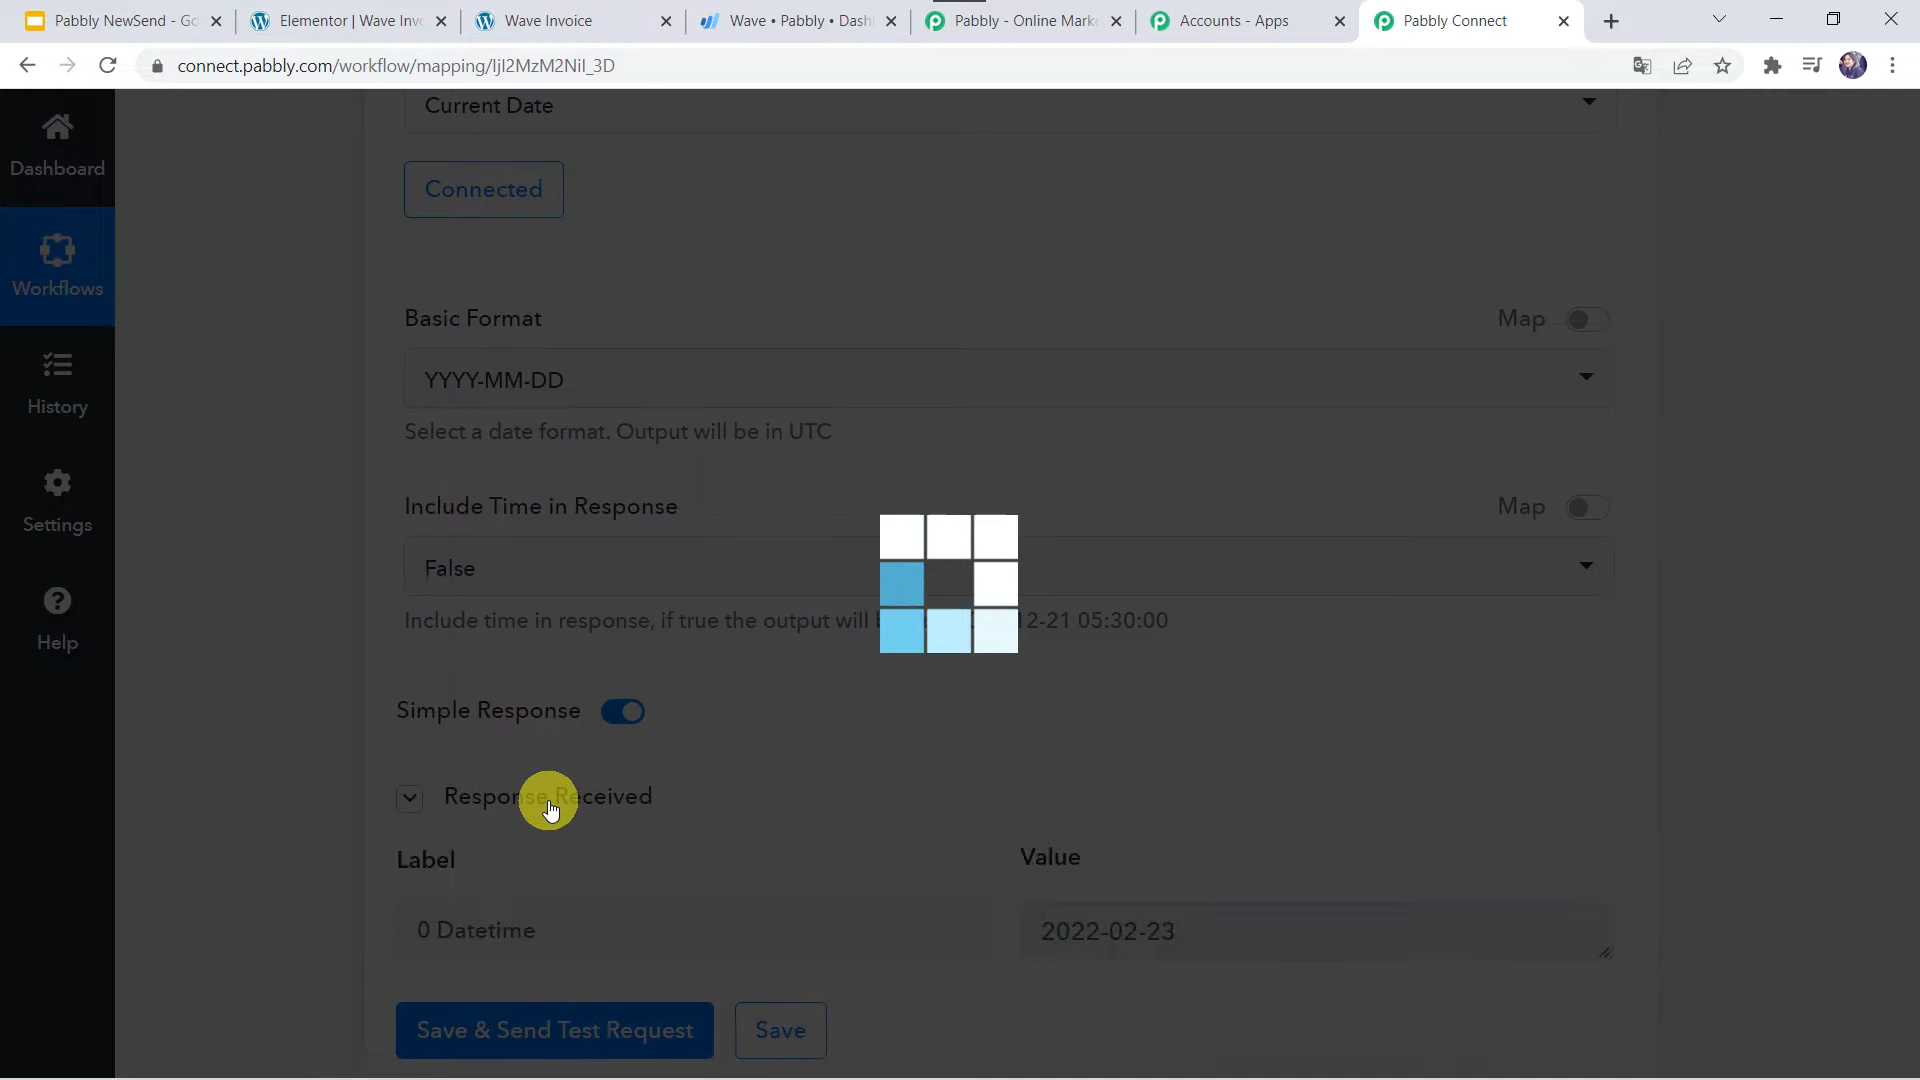 Pabbly NewSend - Go
Elementor | Wave Invo
Wave Invoice
Wave • Pabbly • Dash
Pabbly - Online Marke
Accounts - Apps
Pabbly Connect
connect.pabbly.com/workflow/mapping/IjI2MzM2NiI_3D
Current Date
Dashboard
Connected
Workflows
Basic Format
Map
YYYY-MM-DD
History
Select a date format. Output will be in UTC
Include Time in Response
Map
Settings
False
Include time in response, if true the output will
12-21 05:30:00
Help
Simple Response
Response Received
Label
Value
0 Datetime
2022-02-23
Save & Send Test Request
Save